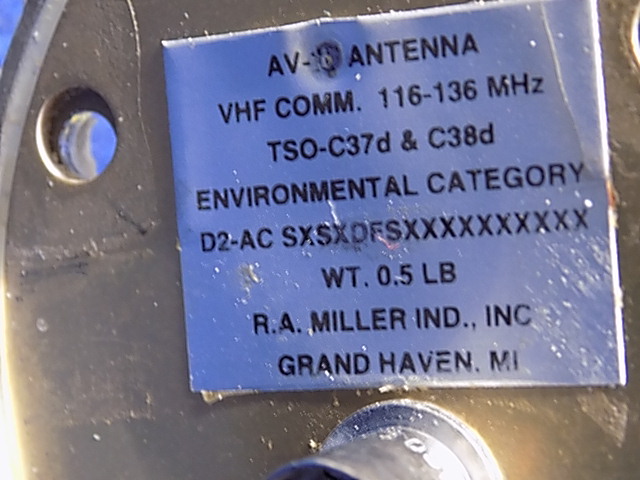 ANTENNA
VHF COMM. 116-136 MHz
TSO-C37d & C38d
ENVIRONMENTAL CATEGORY
D2-AC SXSXDFSXXXXXXXXXX
WT. 0.5 LB
R.A. MILLER IND., INC
GRAND HAVEN. MI